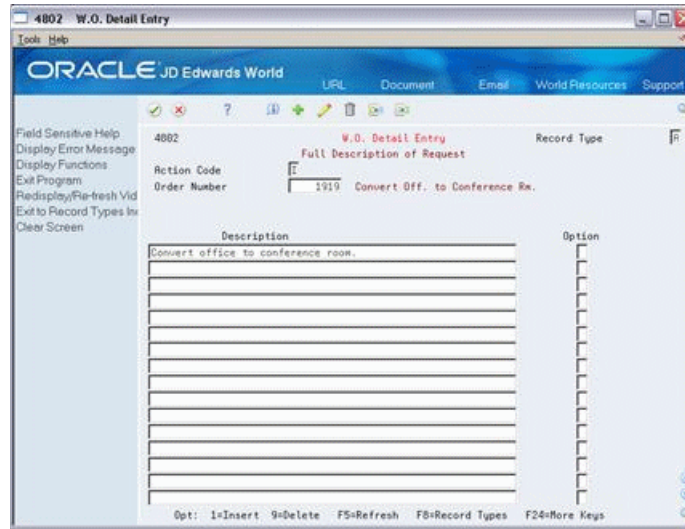 4802 W.O. Detail Entry
Tools Help
ORACLE JD Edwards World
URL Document Email World Resources Support
Field Sensitive Help
Display Error Message
Display Functions
Exit Program
Redisplay/Re-fresh Vid
Exit to Record Types In
Clear Screen
4802 W.O. Detail Entry Record Type A
Full Description of Request
Action Code I
Order Number 1919 Convert Off. to Conference Rm.
Description Option
Convert office to conference room.
Opt: 1=Insert 9=Delete F5=Refresh F8=Record Types F24=More Keys